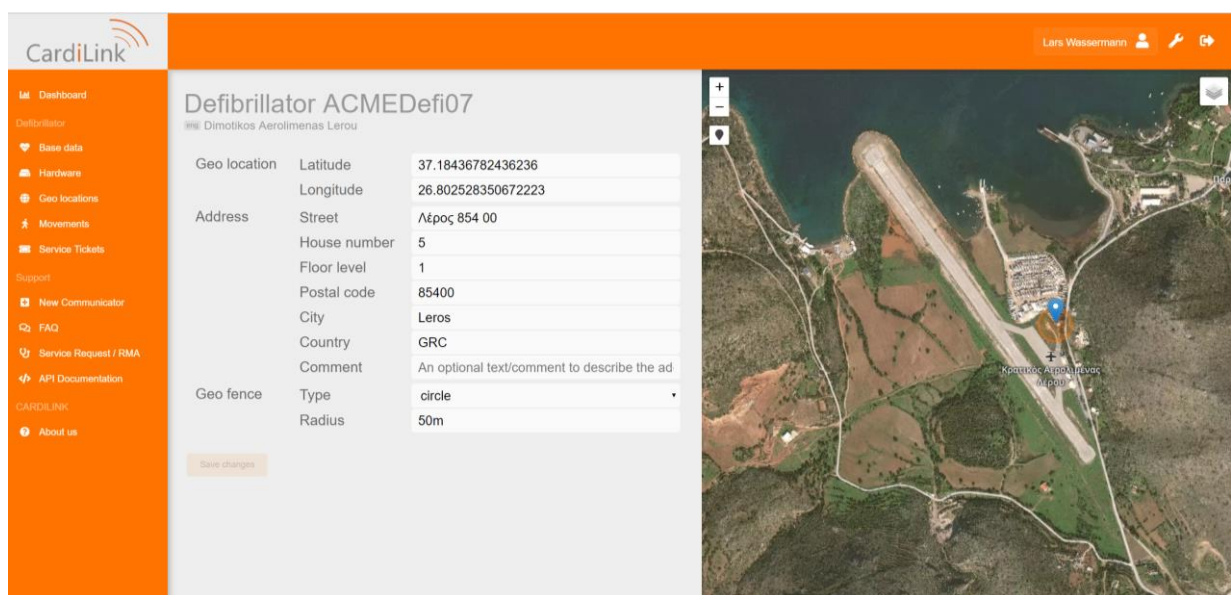 CardiLink
Lars Wassermann
Dashboard
Defibrillator
Base data
Hardware
Geo locations
Movements
Service Tickets
Support
New Communicator
FAQ
Service Request / RMA
API Documentation
CARDILINK
About us
Defibrillator ACMEDefi07
Dimotikos Aerolimenas Lerou
Geo location Latitude 37.18436782436236
Longitude 26.802528350672223
Address Street Λέρος 854 00
House number 5
Floor level 1
Postal code 85400
City Leros
Country GRC
Comment An optional text/comment to describe the ad
Geo fence Type circle
Radius 50m
Save changes
+
−
Κρατικός Αερολιμένας
Λέρου